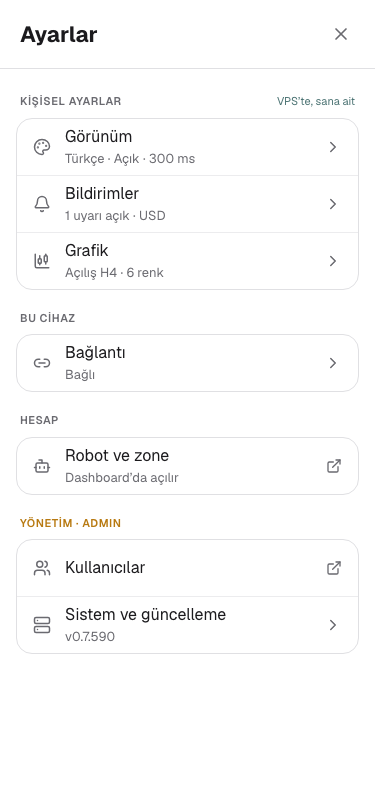 Ayarlar
KİŞİSEL AYARLAR
VPS'te, sana ait
Görünüm
Türkçe · Açık · 300 ms
Bildirimler
1 uyarı açık · USD
Grafik
Açılış H4 · 6 renk
BU CİHAZ
Bağlantı
Bağlı
HESAP
Robot ve zone
Dashboard'da açılır
YÖNETİM · ADMIN
Kullanıcılar
Sistem ve güncelleme
v0.7.590